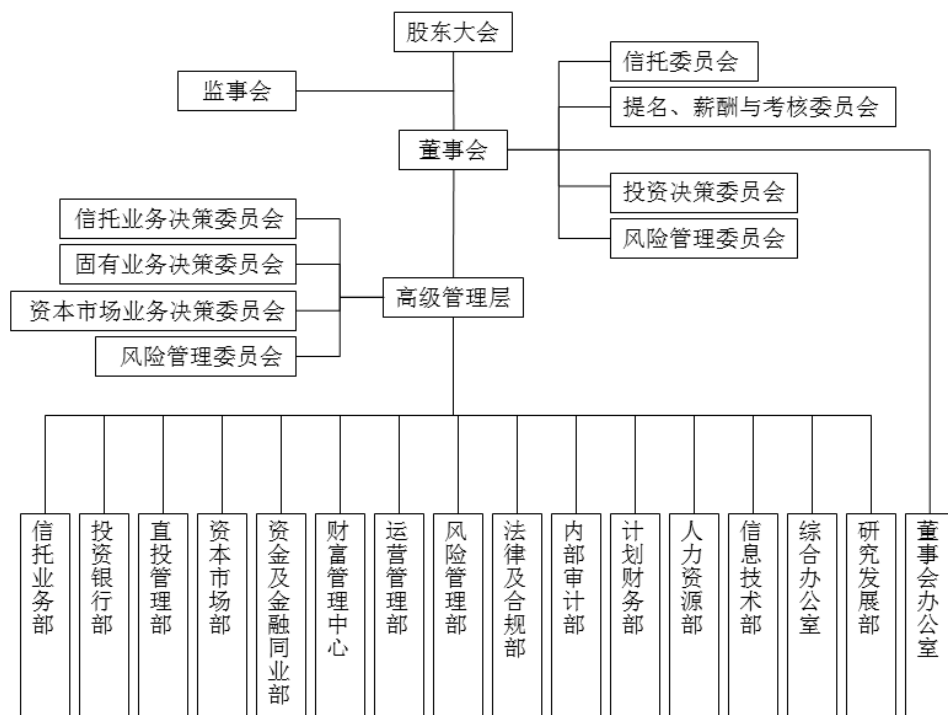 股东大会
监事会
信托委员会
提名、薪酬与考核委员会
董事会
投资决策委员会
风险管理委员会
信托业务决策委员会
固有业务决策委员会
高级管理层
资本市场业务决策委员会
风险管理委员会
信托业务部
投资银行部
直投管理部
资本市场部
资金及金融同业部
财富管理中心
运营管理部
风险管理部
法律及合规部
内部审计部
计划财务部
人力资源部
信息技术部
综合办公室
研究发展部
董事会办公室